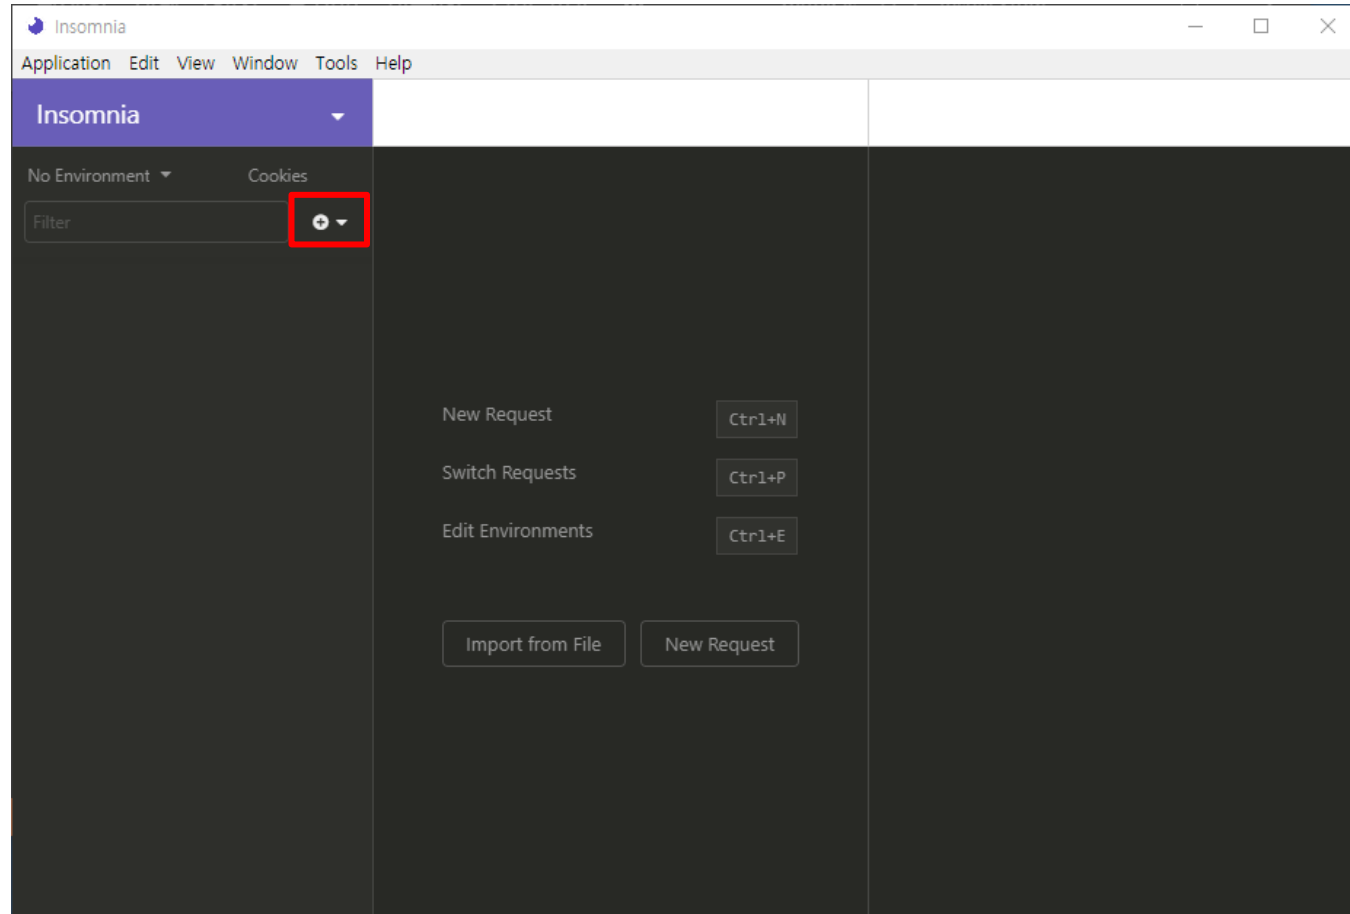 Insomnia
Application Edit View Window Tools Help
Insomnia
No Environment Cookies
Filter
New Request Ctrl+N
Switch Requests Ctrl+P
Edit Environments Ctrl+E
Import from File New Request